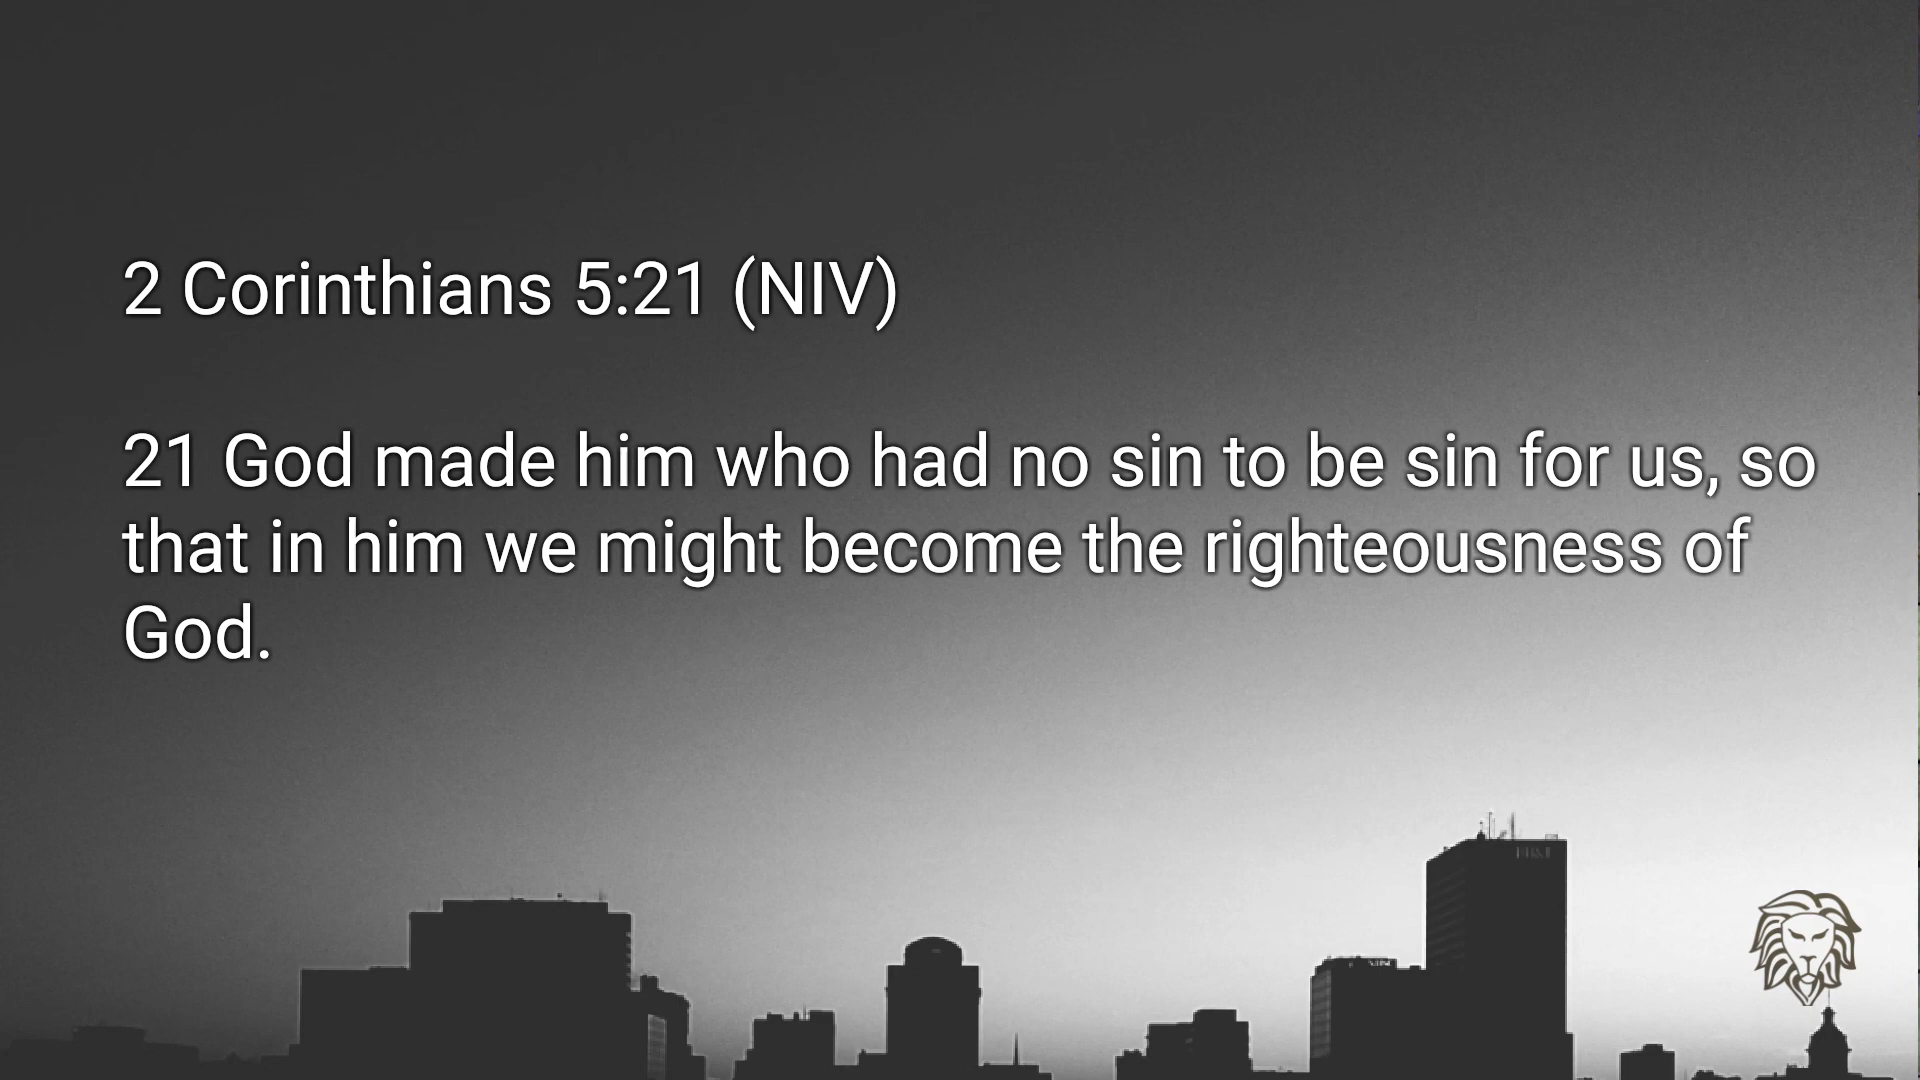 2 Corinthians 5:21 (NIV)
21 God made him who had no sin to be sin for us, so
that in him we might become the righteousness of
God.